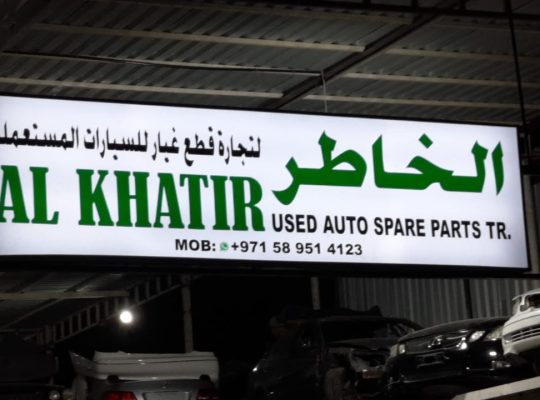 الخاطر
لتجارة قطع غيار للسيارات المستعملة
AL KHATIR
USED AUTO SPARE PARTS TR.
MOB: +971 58 951 4123